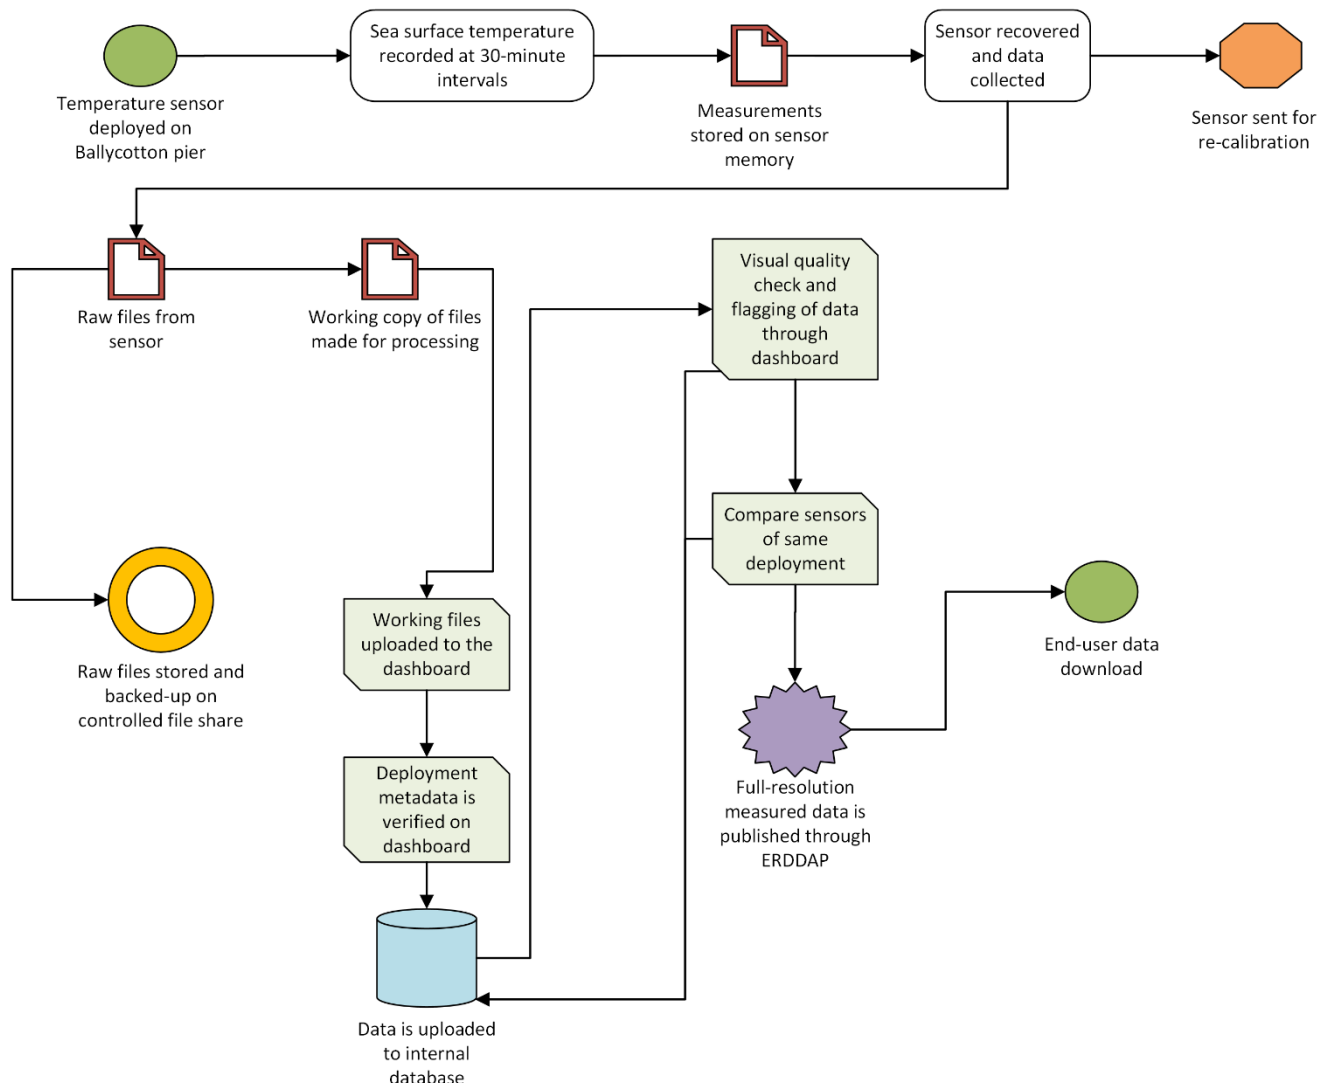 Temperature sensor
deployed on
Ballycotton pier
Sea surface temperature
recorded at 30-minute
intervals
Measurements
stored on sensor
memory
Sensor recovered
and data
collected
Sensor sent for
re-calibration
Raw files from
sensor
Working copy of files
made for processing
Visual quality
check and
flagging of data
through
dashboard
Compare sensors
of same
deployment
Raw files stored and
backed-up on
controlled file share
Working files
uploaded to the
dashboard
End-user data
download
Deployment
metadata is
verified on
dashboard
Full-resolution
measured data is
published through
ERDDAP
Data is uploaded
to internal
database